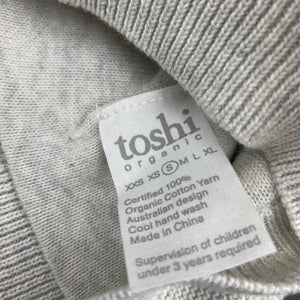 toshi
organic
XXS XS S M L XL
Certified 100%
Organic Cotton Yarn
Australian design
Cool hand wash
Made in China
Supervision of children
under 3 years required